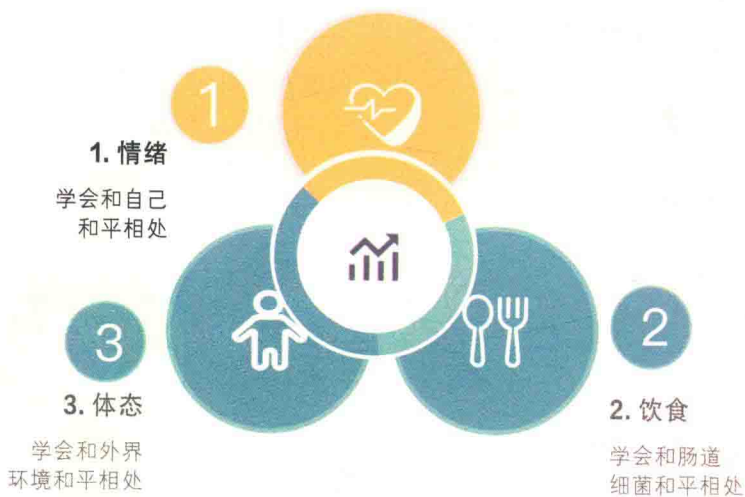 1
1. 情绪
学会和自己
和平相处
2
2. 饮食
学会和肠道
细菌和平相处
3
3. 体态
学会和外界
环境和平相处